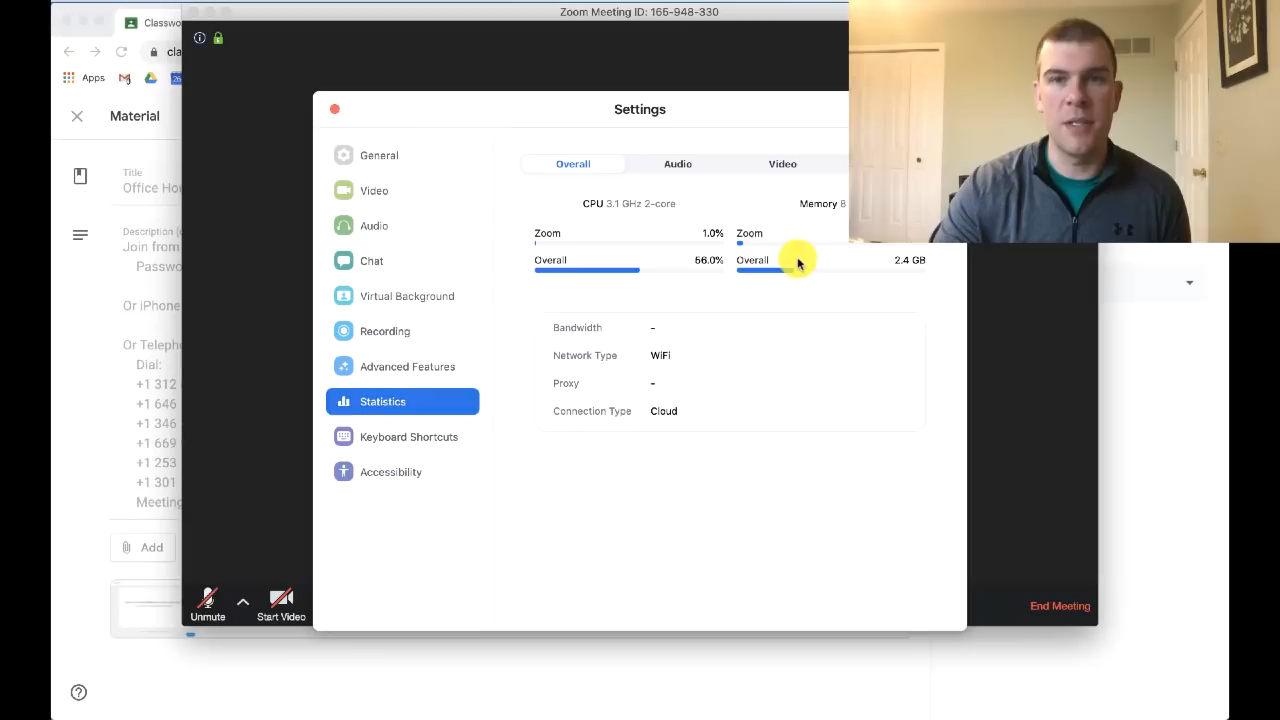 Zoom Meeting ID: 165-948-330
Classwo
cla
Apps
26
Material
Title
Office Ho
Description (
Join from
Passwo
Or iPhone
Or Teleph
Dial:
+1 312
+1 646
+1 346
+1 669
+1 253
+1 301
Meeting
Add
Settings
General
Video
Audio
Chat
Virtual Background
Recording
Advanced Features
Statistics
Keyboard Shortcuts
Accessibility
Overall Audio Video
CPU 3.1 GHz 2-core Memory 8
Zoom 1.0% Zoom
Overall 56.0% Overall 2.4 GB
Bandwidth -
Network Type WiFi
Proxy -
Connection Type Cloud
Unmute Start Video End Meeting